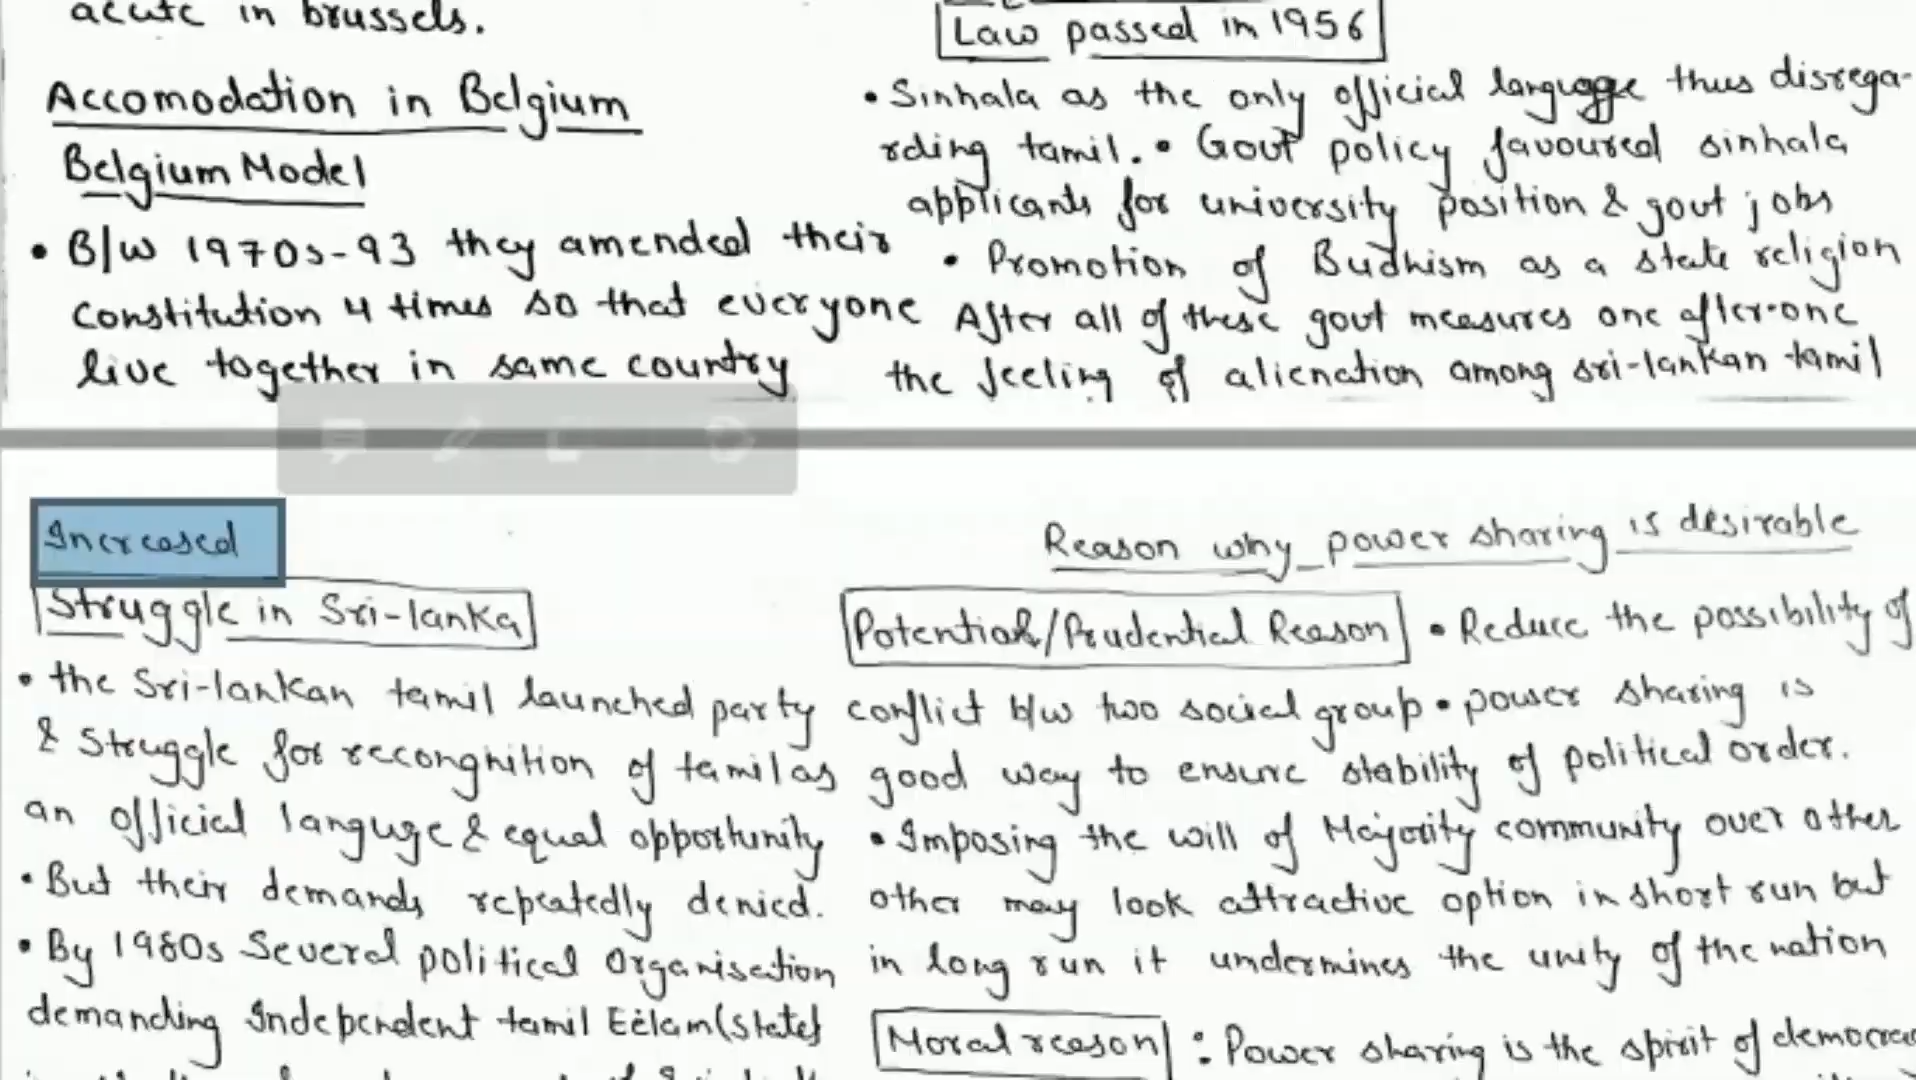 acute in brussels.
Accomodation in Belgium
Belgium Model
• B/w 1970s-93 they amended their
constitution 4 times so that everyone
live together in same country
Law passed in 1956
• Sinhala as the only official language thus disrega-
rding tamil. • Govt policy favoured sinhala
applicants for university position & govt jobs
• Promotion of Budhism as a state religion
After all of these govt measures one after-one
the feeling of alienation among sri-lankan tamil
Increased
Struggle in Sri-lanka
• the Sri-lankan tamil launched party
& struggle for recongnition of tamil as
an official languge & equal opportunity
• But their demands repeatedly denied.
• By 1980s Several political Organisation
demanding Independent tamil Eelam (state)
Reason why power sharing is desirable
Potential/Prudential Reason • Reduce the possibility of
conflict b/w two social group • power sharing is
good way to ensure stability of political order.
• Imposing the will of Majority community over other
other may look attractive option in short run but
in long run it undermines the unity of the nation
Moral reason : Power sharing is the spirit of democrac